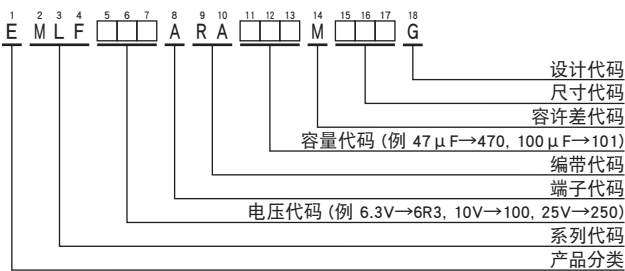 1 2 3 4 5 6 7 8 9 10 11 12 13 14 15 16 17 18
E MLF □□□ A RA □□□ M □□□ G
设计代码
尺寸代码
容许差代码
容量代码 (例 47μF→470, 100μF→101)
编带代码
端子代码
电压代码 (例 6.3V→6R3, 10V→100, 25V→250)
系列代码
产品分类